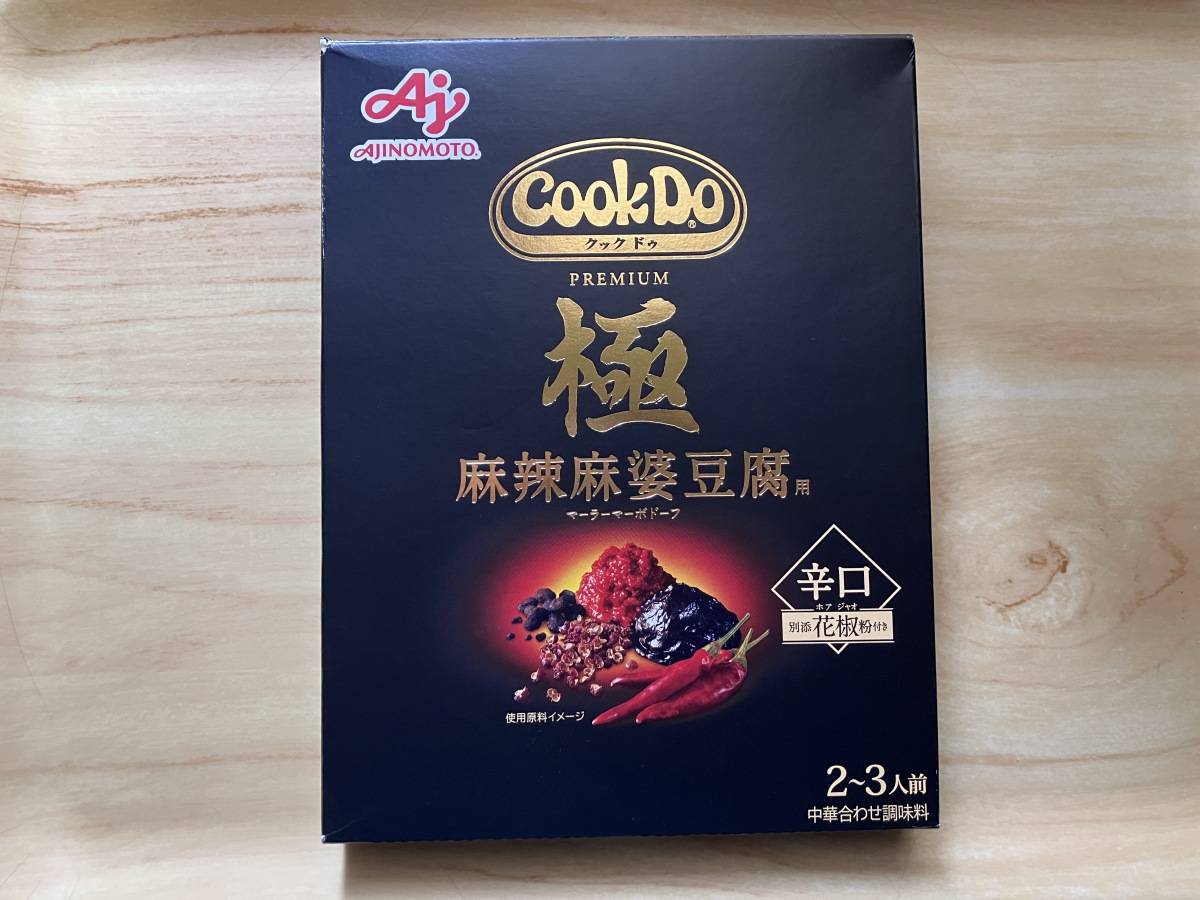 Aj
AJINOMOTO
CookDo®
クック ドゥ
PREMIUM
極
麻辣麻婆豆腐用
マーラーマーボドーフ
辛口
ホア ジャオ
別添 花椒粉付き
使用原料イメージ
2~3人前
中華合わせ調味料